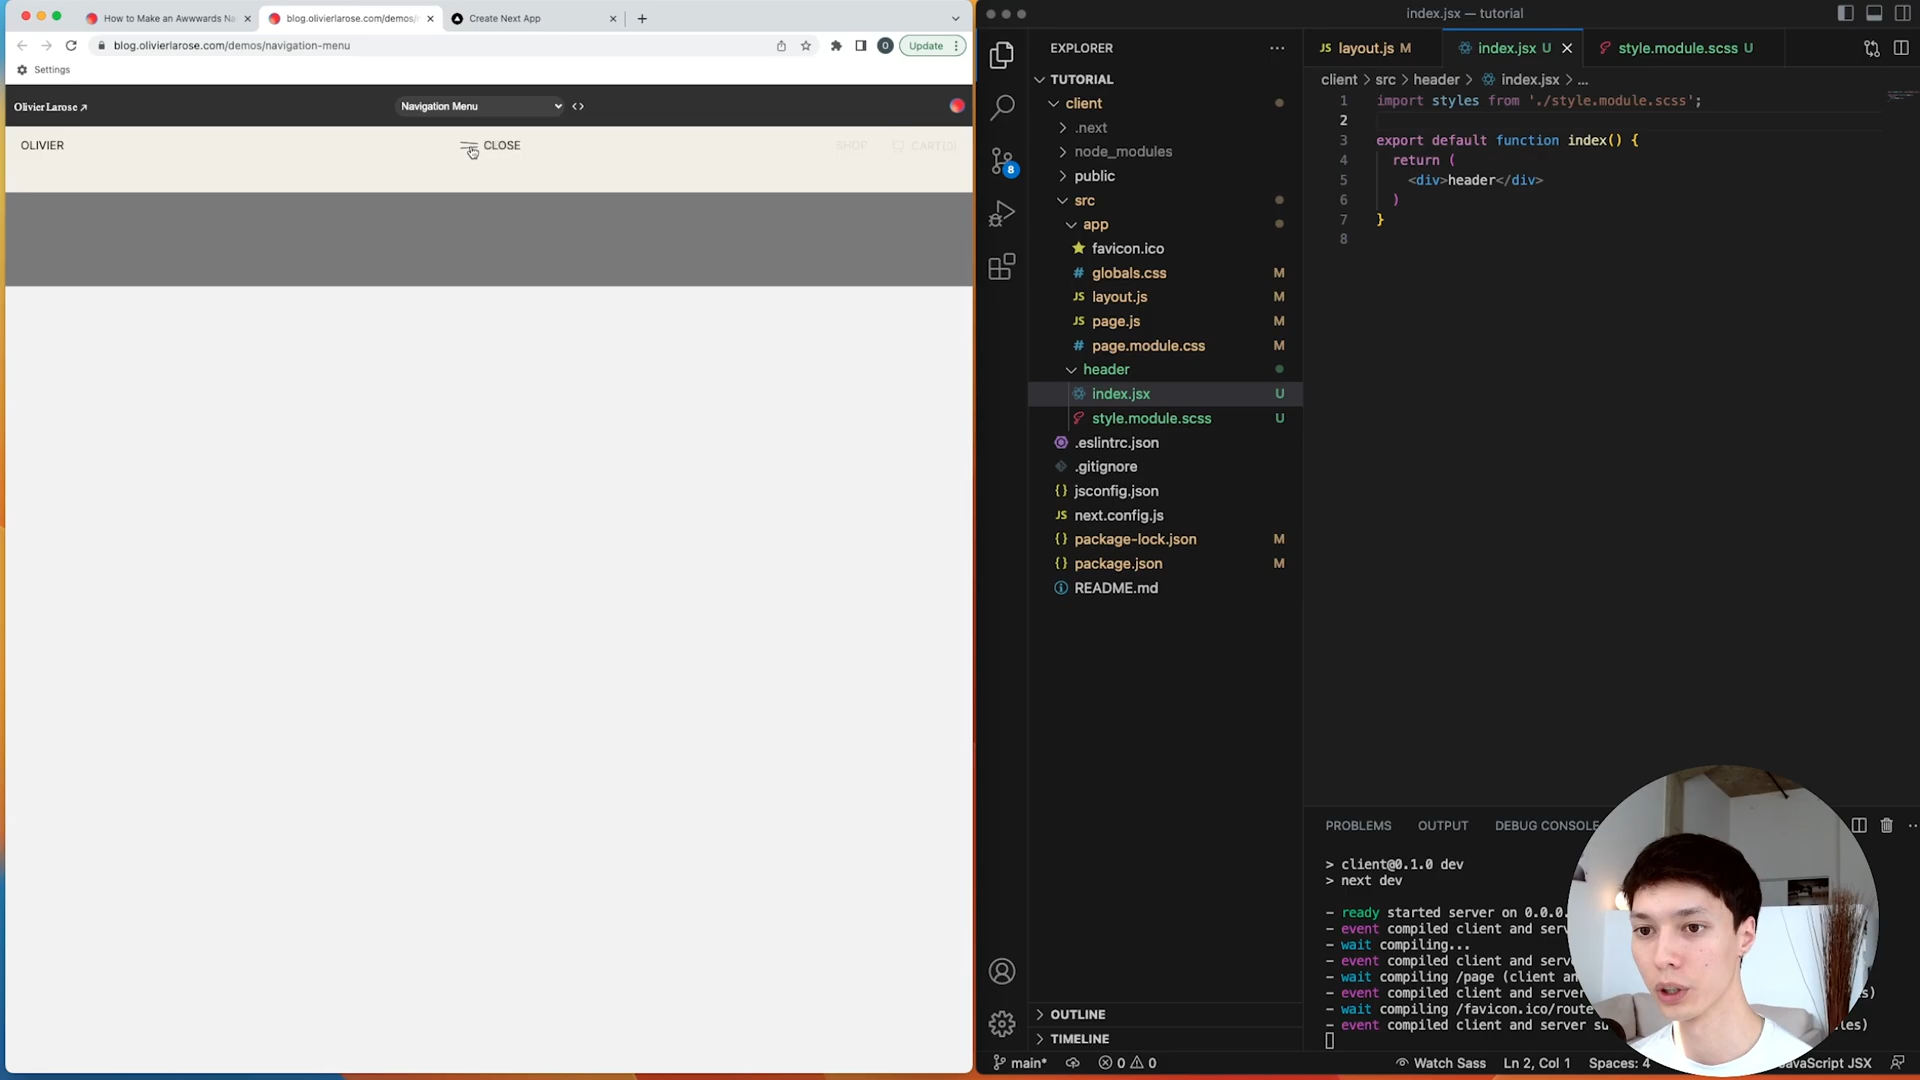 How to Make an Awwwards Na
blog.olivierlarose.com/demos/
Create Next App
blog.olivierlarose.com/demos/navigation-menu
Update
Settings
Olivier Larose
Navigation Menu
OLIVIER
CLOSE
SHOP
CART(0)
index.jsx — tutorial
EXPLORER
TUTORIAL
client
.next
node_modules
public
src
app
favicon.ico
globals.css M
layout.js M
page.js M
page.module.css M
header
index.jsx U
style.module.scss U
.eslintrc.json
.gitignore
jsconfig.json
next.config.js
package-lock.json M
package.json M
README.md
OUTLINE
TIMELINE
layout.js M
index.jsx U
style.module.scss U
client > src > header > index.jsx > ...
1 import styles from './style.module.scss';
2
3 export default function index() {
4 return (
5 <div>header</div>
6 )
7 }
8
PROBLEMS OUTPUT DEBUG CONSOLE
> client@0.1.0 dev
> next dev
- ready started server on 0.0.0.
- event compiled client and serv
- wait compiling...
- event compiled client and serv
- wait compiling /page (client an
- event compiled client and server
- wait compiling /favicon.ico/route
- event compiled client and server su
main* 0 0
Watch Sass Ln 2, Col 1 Spaces: 4 JavaScript JSX